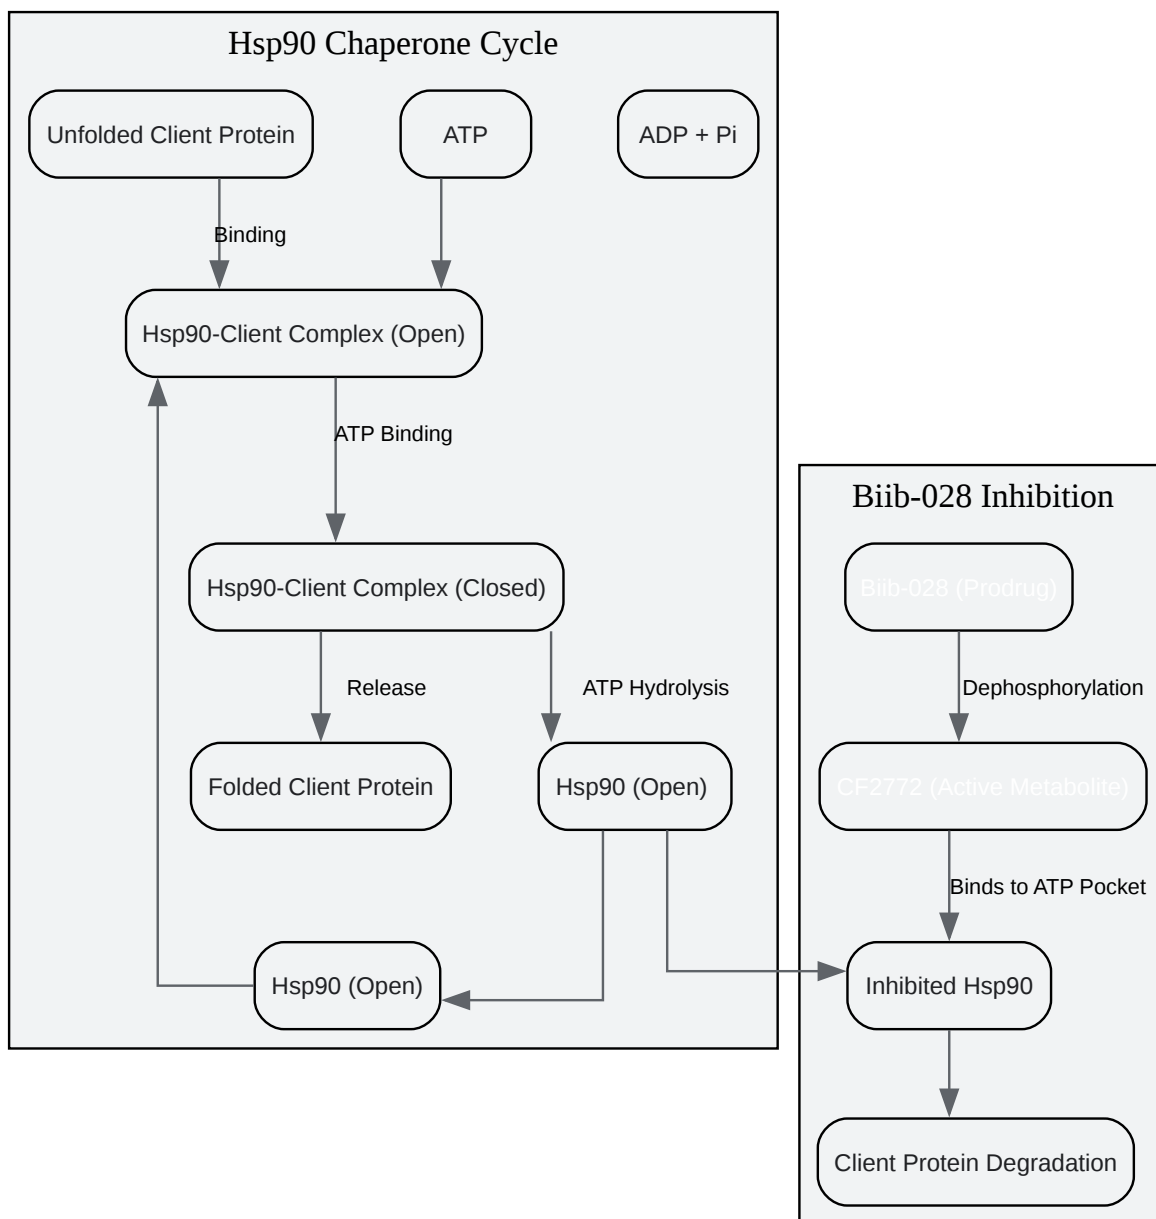 Hsp90 Chaperone Cycle
Unfolded Client Protein
ATP
ADP + Pi
Binding
Hsp90-Client Complex (Open)
ATP Binding
Hsp90-Client Complex (Closed)
Release
ATP Hydrolysis
Folded Client Protein
Hsp90 (Open)
Hsp90 (Open)
Biib-028 Inhibition
Biib-028 (Prodrug)
Dephosphorylation
CF2772 (Active Metabolite)
Binds to ATP Pocket
Inhibited Hsp90
Client Protein Degradation